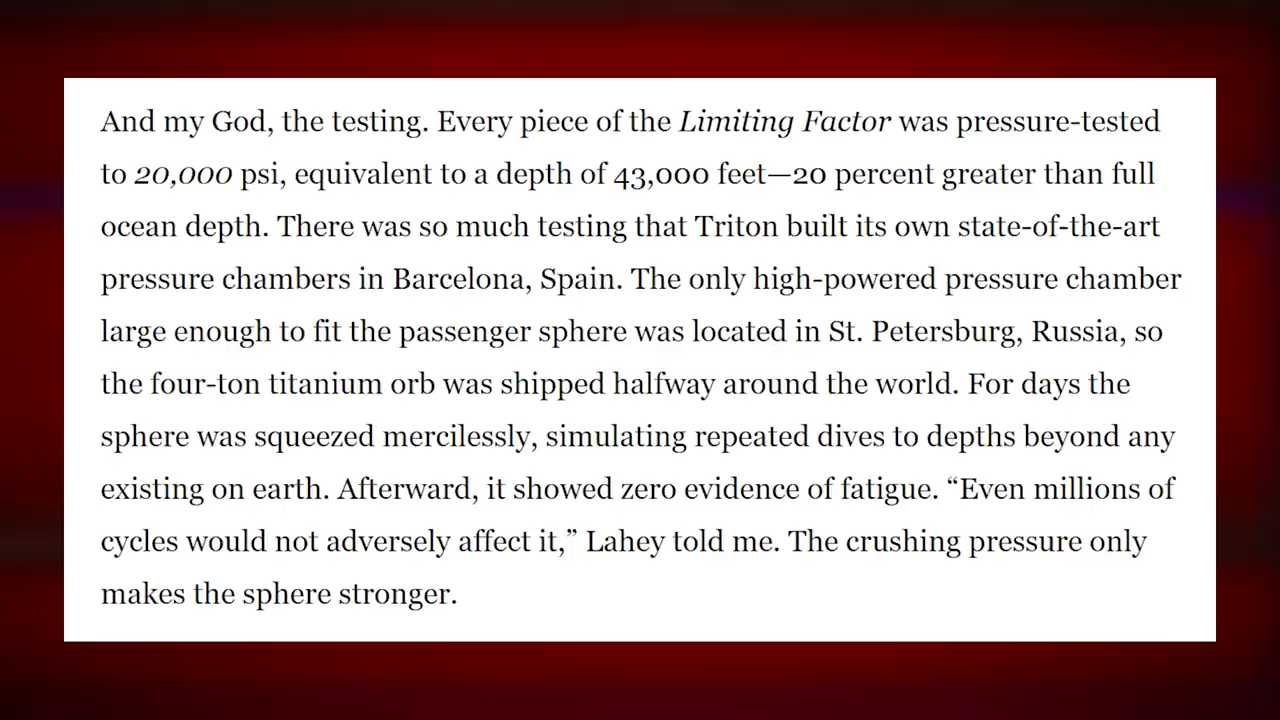 And my God, the testing. Every piece of the Limiting Factor was pressure-tested
to 20,000 psi, equivalent to a depth of 43,000 feet—20 percent greater than full
ocean depth. There was so much testing that Triton built its own state-of-the-art
pressure chambers in Barcelona, Spain. The only high-powered pressure chamber
large enough to fit the passenger sphere was located in St. Petersburg, Russia, so
the four-ton titanium orb was shipped halfway around the world. For days the
sphere was squeezed mercilessly, simulating repeated dives to depths beyond any
existing on earth. Afterward, it showed zero evidence of fatigue. “Even millions of
cycles would not adversely affect it,” Lahey told me. The crushing pressure only
makes the sphere stronger.